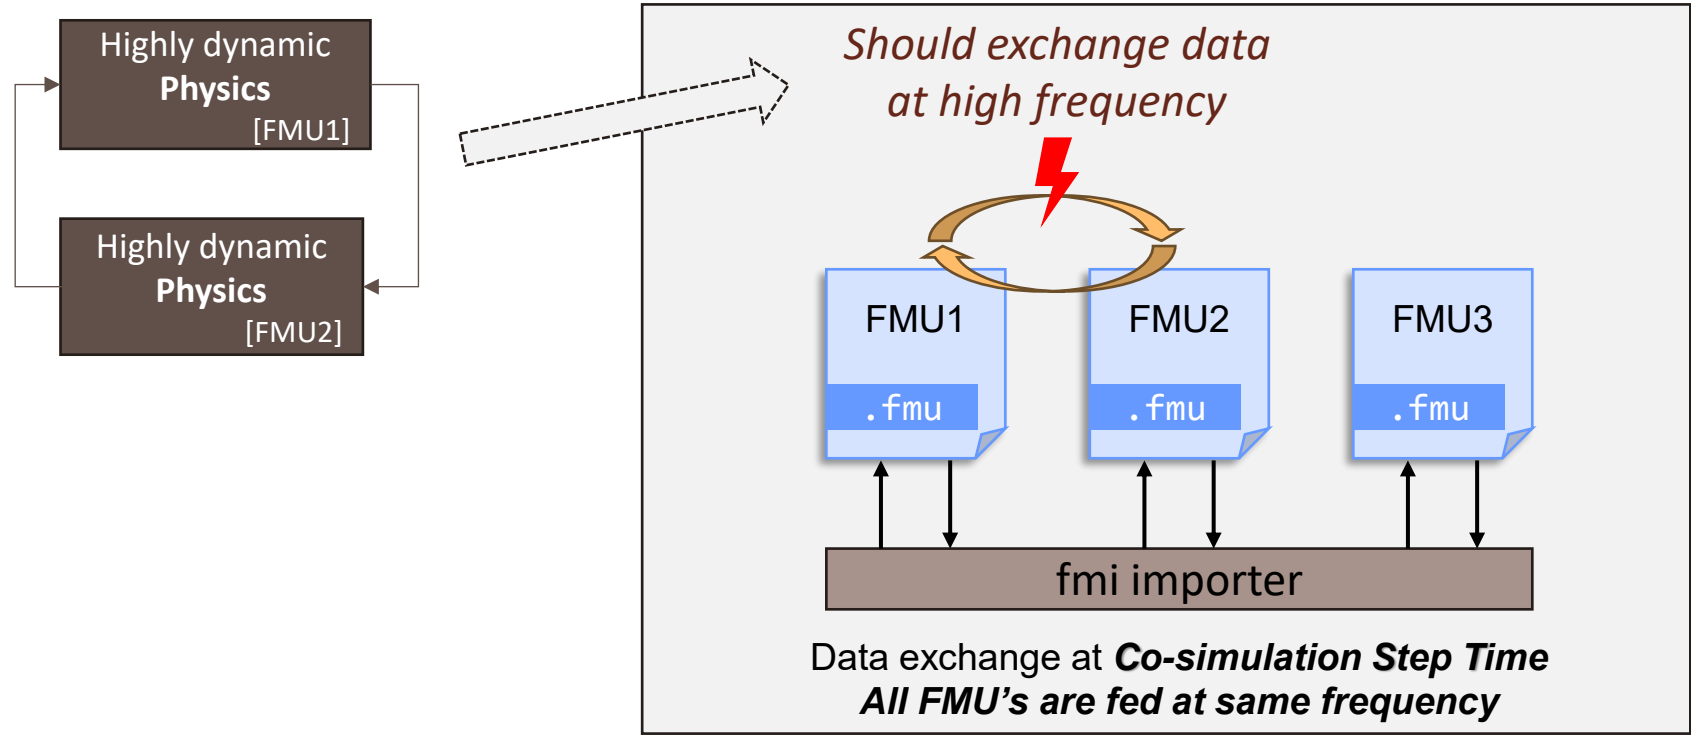 Highly dynamic
Physics
[FMU1]
Highly dynamic
Physics
[FMU2]
Should exchange data
at high frequency
FMU1
FMU2
FMU3
.fmu
.fmu
.fmu
fmi importer
Data exchange at Co-simulation Step Time
All FMU’s are fed at same frequency